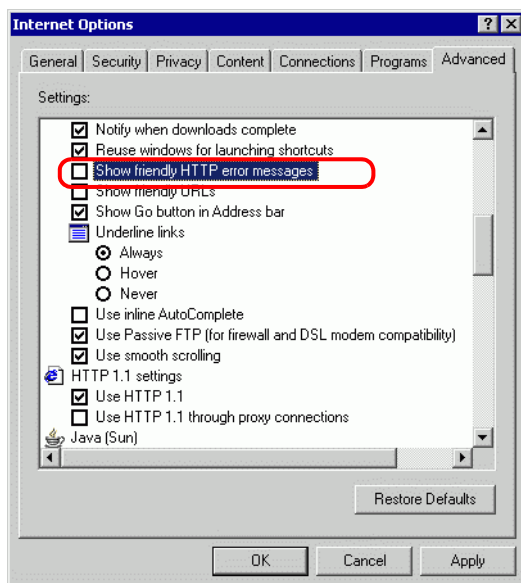 Internet Options
General Security Privacy Content Connections Programs Advanced
Settings:
Notify when downloads complete
Reuse windows for launching shortcuts
Show friendly HTTP error messages
Show friendly URLs
Show Go button in Address bar
Underline links
Always
Hover
Never
Use inline AutoComplete
Use Passive FTP (for firewall and DSL modem compatibility)
Use smooth scrolling
HTTP 1.1 settings
Use HTTP 1.1
Use HTTP 1.1 through proxy connections
Java (Sun)
Restore Defaults
OK Cancel Apply